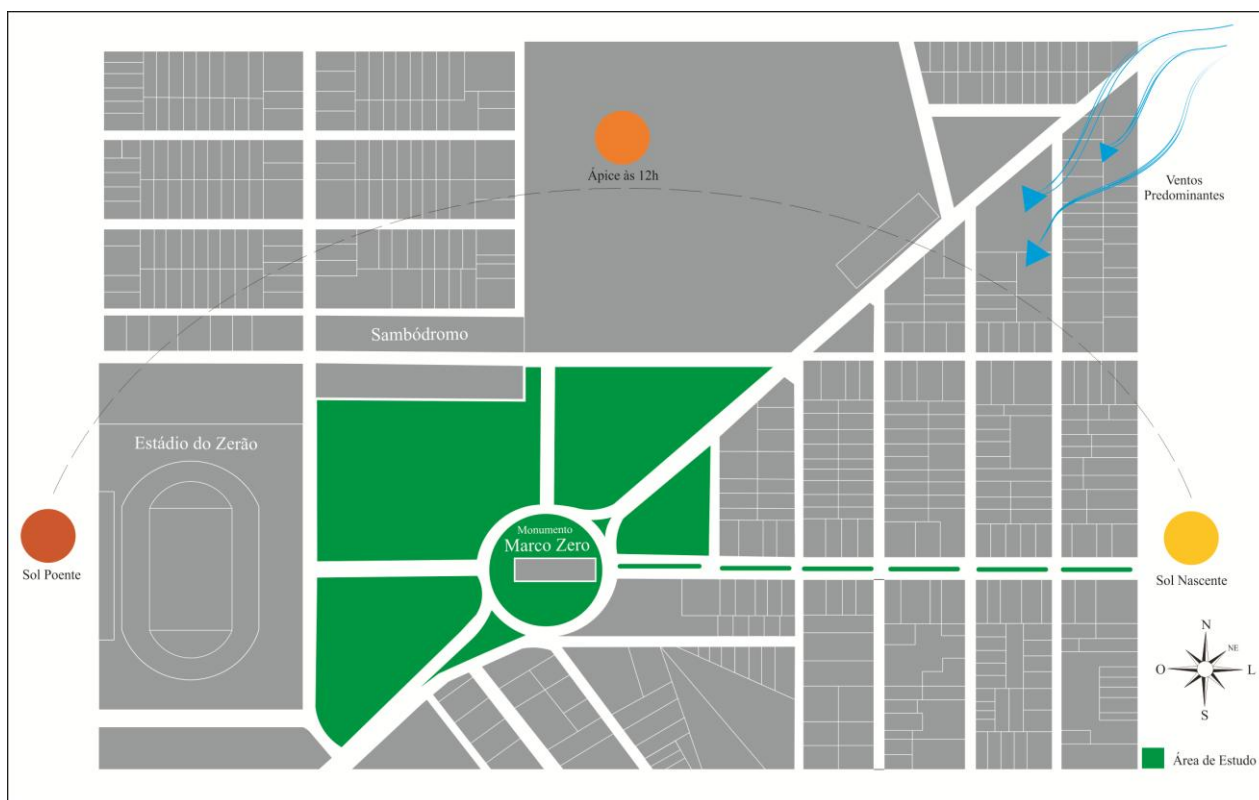 Ápice às 12h
Ventos
Predominantes
Sambódromo
Estádio do Zerão
Monumento
Marco Zero
Sol Poente
Sol Nascente
N
NE
O
L
S
Área de Estudo